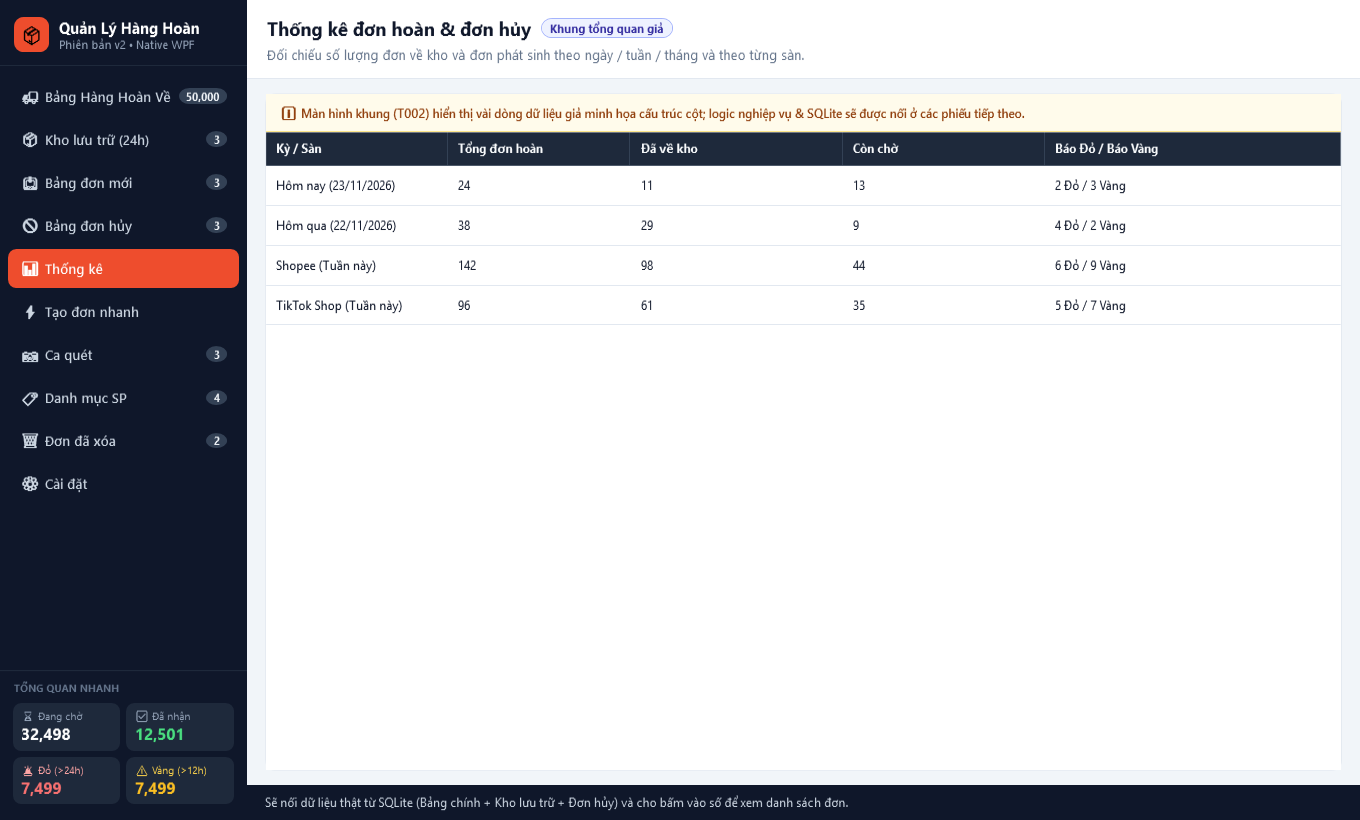 Quản Lý Hàng Hoàn
Phiên bản v2 • Native WPF
Bảng Hàng Hoàn Về 50,000
Kho lưu trữ (24h) 3
Bảng đơn mới 3
Bảng đơn hủy 3
Thống kê
Tạo đơn nhanh
Ca quét 3
Danh mục SP 4
Đơn đã xóa 2
Cài đặt
TỔNG QUAN NHANH
Đang chờ
32,498
Đã nhận
12,501
Đỏ (>24h)
7,499
Vàng (>12h)
7,499
Thống kê đơn hoàn & đơn hủy Khung tổng quan giả
Đối chiếu số lượng đơn về kho và đơn phát sinh theo ngày / tuần / tháng và theo từng sàn.
Màn hình khung (T002) hiển thị vài dòng dữ liệu giả minh họa cấu trúc cột; logic nghiệp vụ & SQLite sẽ được nối ở các phiếu tiếp theo.
Kỳ / Sàn Tổng đơn hoàn Đã về kho Còn chờ Báo Đỏ / Báo Vàng
Hôm nay (23/11/2026) 24 11 13 2 Đỏ / 3 Vàng
Hôm qua (22/11/2026) 38 29 9 4 Đỏ / 2 Vàng
Shopee (Tuần này) 142 98 44 6 Đỏ / 9 Vàng
TikTok Shop (Tuần này) 96 61 35 5 Đỏ / 7 Vàng
Sẽ nối dữ liệu thật từ SQLite (Bảng chính + Kho lưu trữ + Đơn hủy) và cho bấm vào số để xem danh sách đơn.